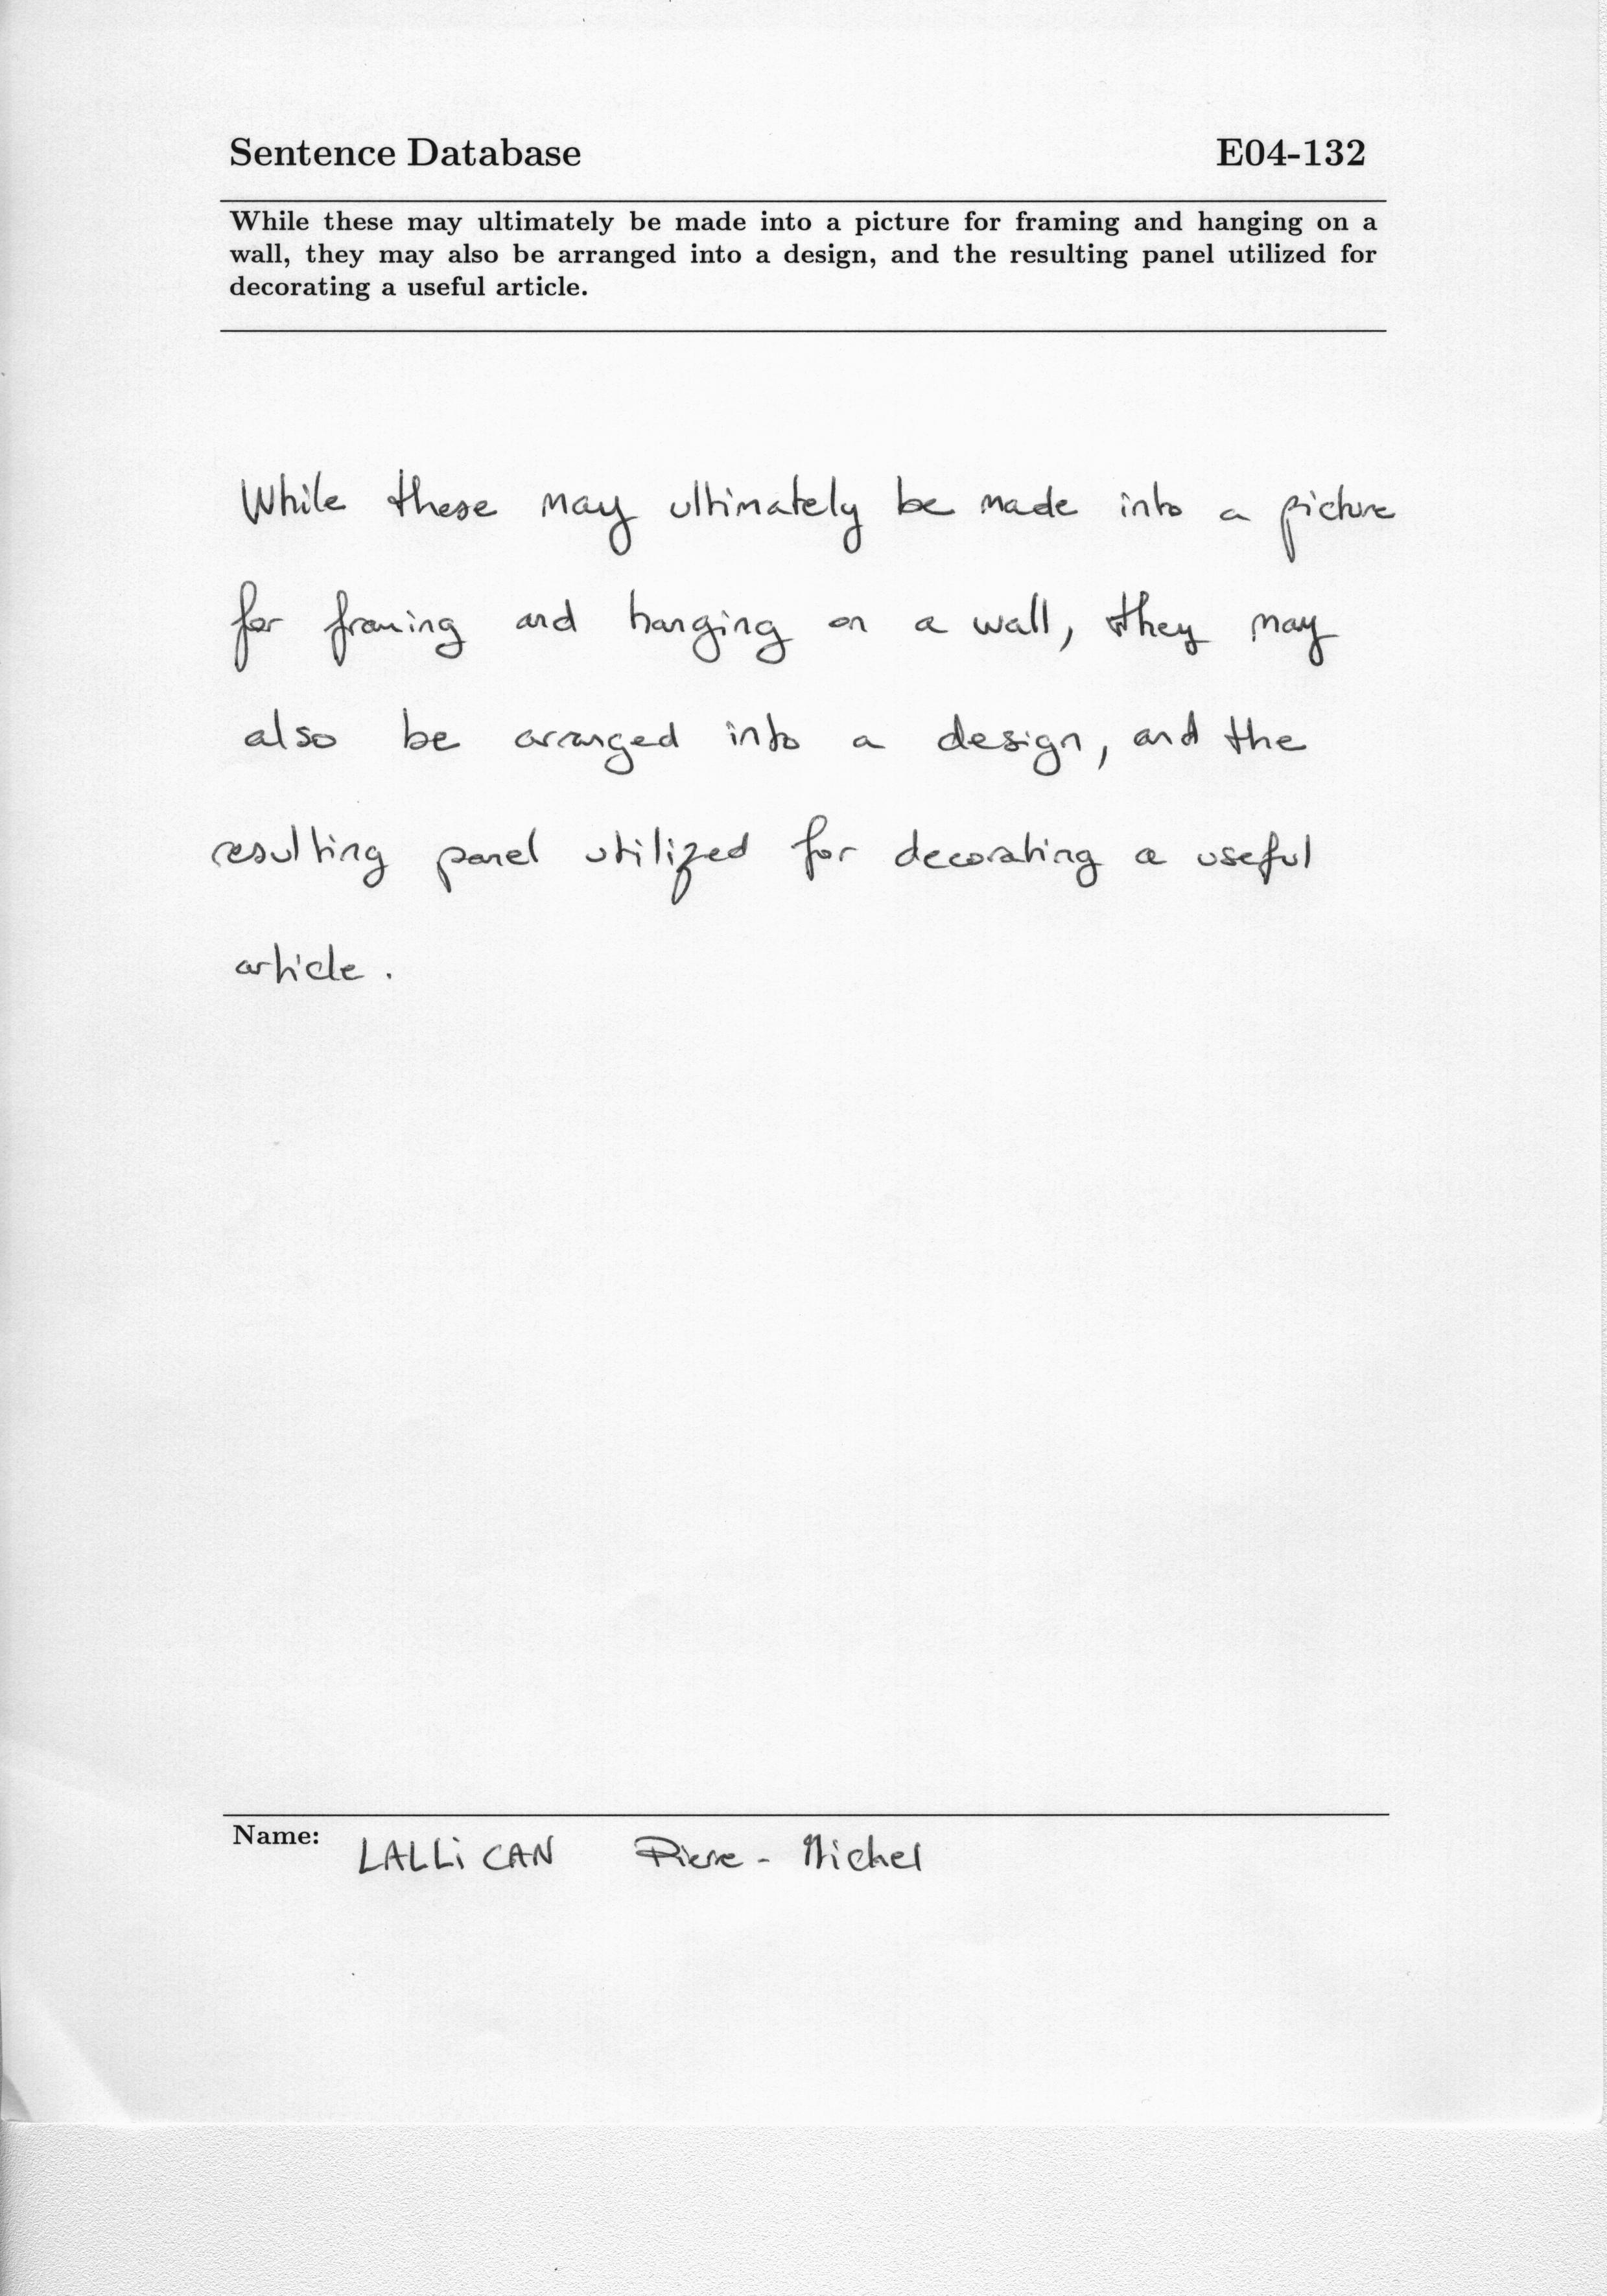 Sentence Database E04-132
While these may ultimately be made into a picture for framing and hanging on a
wall, they may also be arranged into a design, and the resulting panel utilized for
decorating a useful article.
While these may ultimately be made into a picture
for framing and hanging on a wall, they may
also be arranged into a design, and the
resulting panel utilized for decorating a useful
article.
Name: LALLiCAN Pierre-Michel